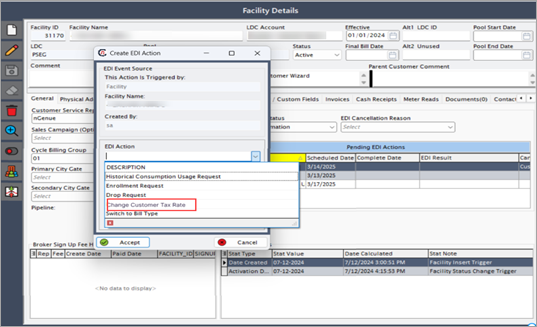 Facility Details
Facility ID Facility Name LDC Account Effective Alt1 LDC ID Pool Start Date
31170 01/01/2024
LDC Status Final Bill Date Alt2 Unused Pool End Date
PSEG Active
Comment Customer Wizard Parent Customer Comment
Create EDI Action
EDI Event Source
This Action Is Triggered by:
Facility
Facility Name:
Created By:
sa
EDI Action
DESCRIPTION
Historical Consumption Usage Request
Enrollment Request
Drop Request
Change Customer Tax Rate
Switch to Bill Type
Accept Cancel
General Physical Ad / Custom Fields Invoices Cash Receipts Meter Reads Documents(0) Contact
Customer Service Rep Status EDI Cancellation Reason
nGenue mation Select
Sales Campaign (Opti
Select
Cycle Billing Group
01
Primary City Gate
Select
Secondary City Gate
Select
Pipeline:
Pending EDI Actions
Scheduled Date Complete Date EDI Result Can
3/14/2025 Cus
3/13/2025
L 3/17/2025
Broker Sign Up Fee H
Rep Fee Create Date Paid Date FACILITY_ID SIGNUP
<No data to display>
Stat Type Stat Value Date Calculated Stat Note
Date Created 07-12-2024 7/12/2024 3:00:51 PM Facility Insert Trigger
Activation D... 07-12-2024 7/12/2024 4:15:53 PM Facility Status Change Trigger